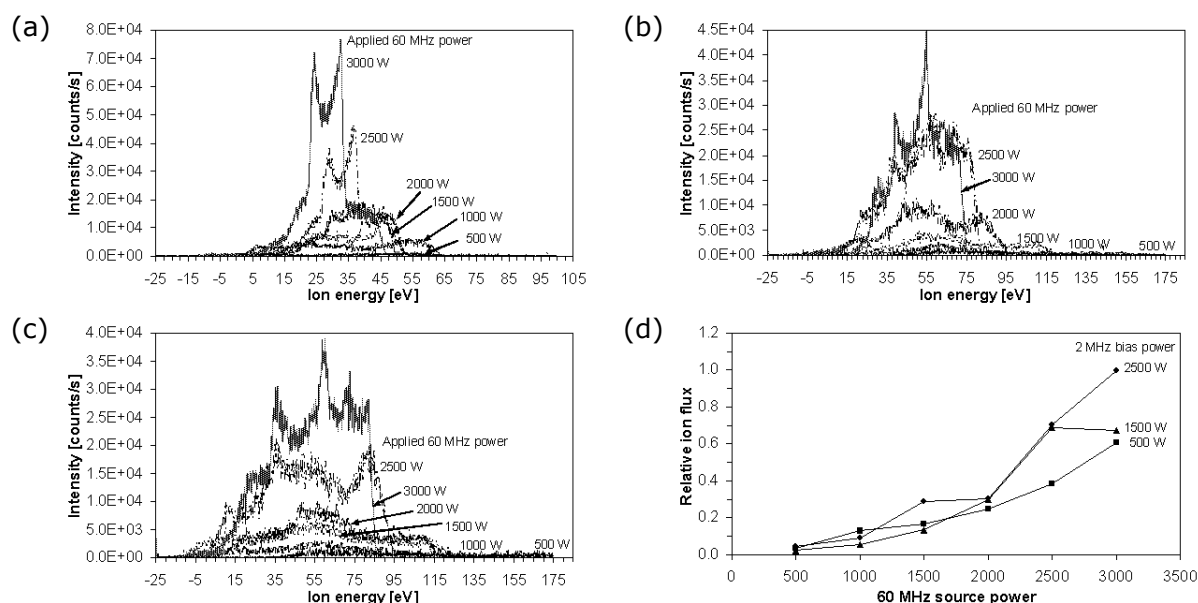 (a)
8.0E+04
7.0E+04
6.0E+04
5.0E+04
4.0E+04
3.0E+04
2.0E+04
1.0E+04
0.0E+00
Intensity [counts/s]
Applied 60 MHz power
3000 W
2500 W
2000 W
1500 W
1000 W
500 W
-25 -15 -5 5 15 25 35 45 55 65 75 85 95 105
Ion energy [eV]
(b)
4.5E+04
4.0E+04
3.5E+04
3.0E+04
2.5E+04
2.0E+04
1.5E+04
1.0E+04
5.0E+03
0.0E+00
Intensity [counts/s]
Applied 60 MHz power
2500 W
3000 W
2000 W
1500 W
1000 W
500 W
-25 -5 15 35 55 75 95 115 135 155 175
Ion energy [eV]
(c)
4.0E+04
3.5E+04
3.0E+04
2.5E+04
2.0E+04
1.5E+04
1.0E+04
5.0E+03
0.0E+00
Intensity [counts/s]
Applied 60 MHz power
2500 W
3000 W
2000 W
1500 W
1000 W
500 W
-25 -5 15 35 55 75 95 115 135 155 175
Ion energy [eV]
(d)
1.2
1.0
0.8
0.6
0.4
0.2
0.0
Relative ion flux
2 MHz bias power
2500 W
1500 W
500 W
0 500 1000 1500 2000 2500 3000 3500
60 MHz source power